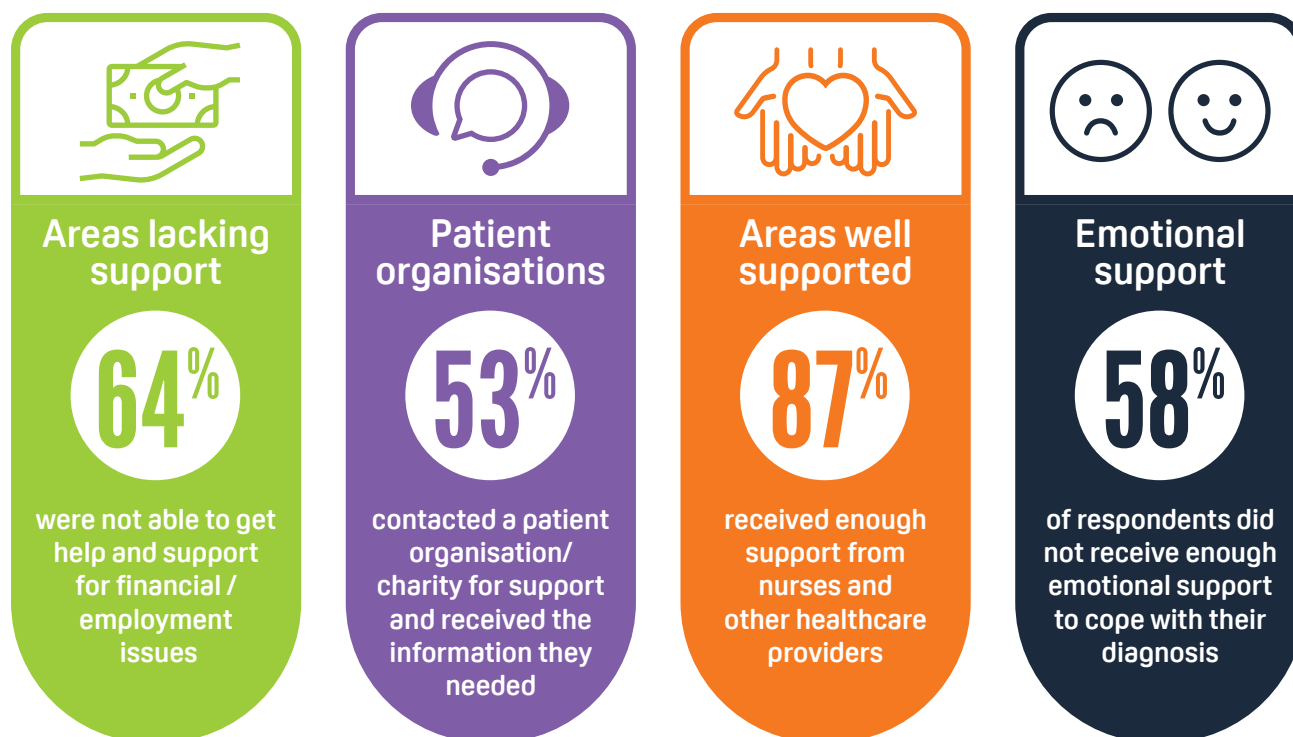 Areas lacking
support
64%
were not able to get
help and support
for financial /
employment
issues
Patient
organisations
53%
contacted a patient
organisation/
charity for support
and received the
information they
needed
Areas well
supported
87%
received enough
support from
nurses and
other healthcare
providers
Emotional
support
58%
of respondents did
not receive enough
emotional support
to cope with their
diagnosis